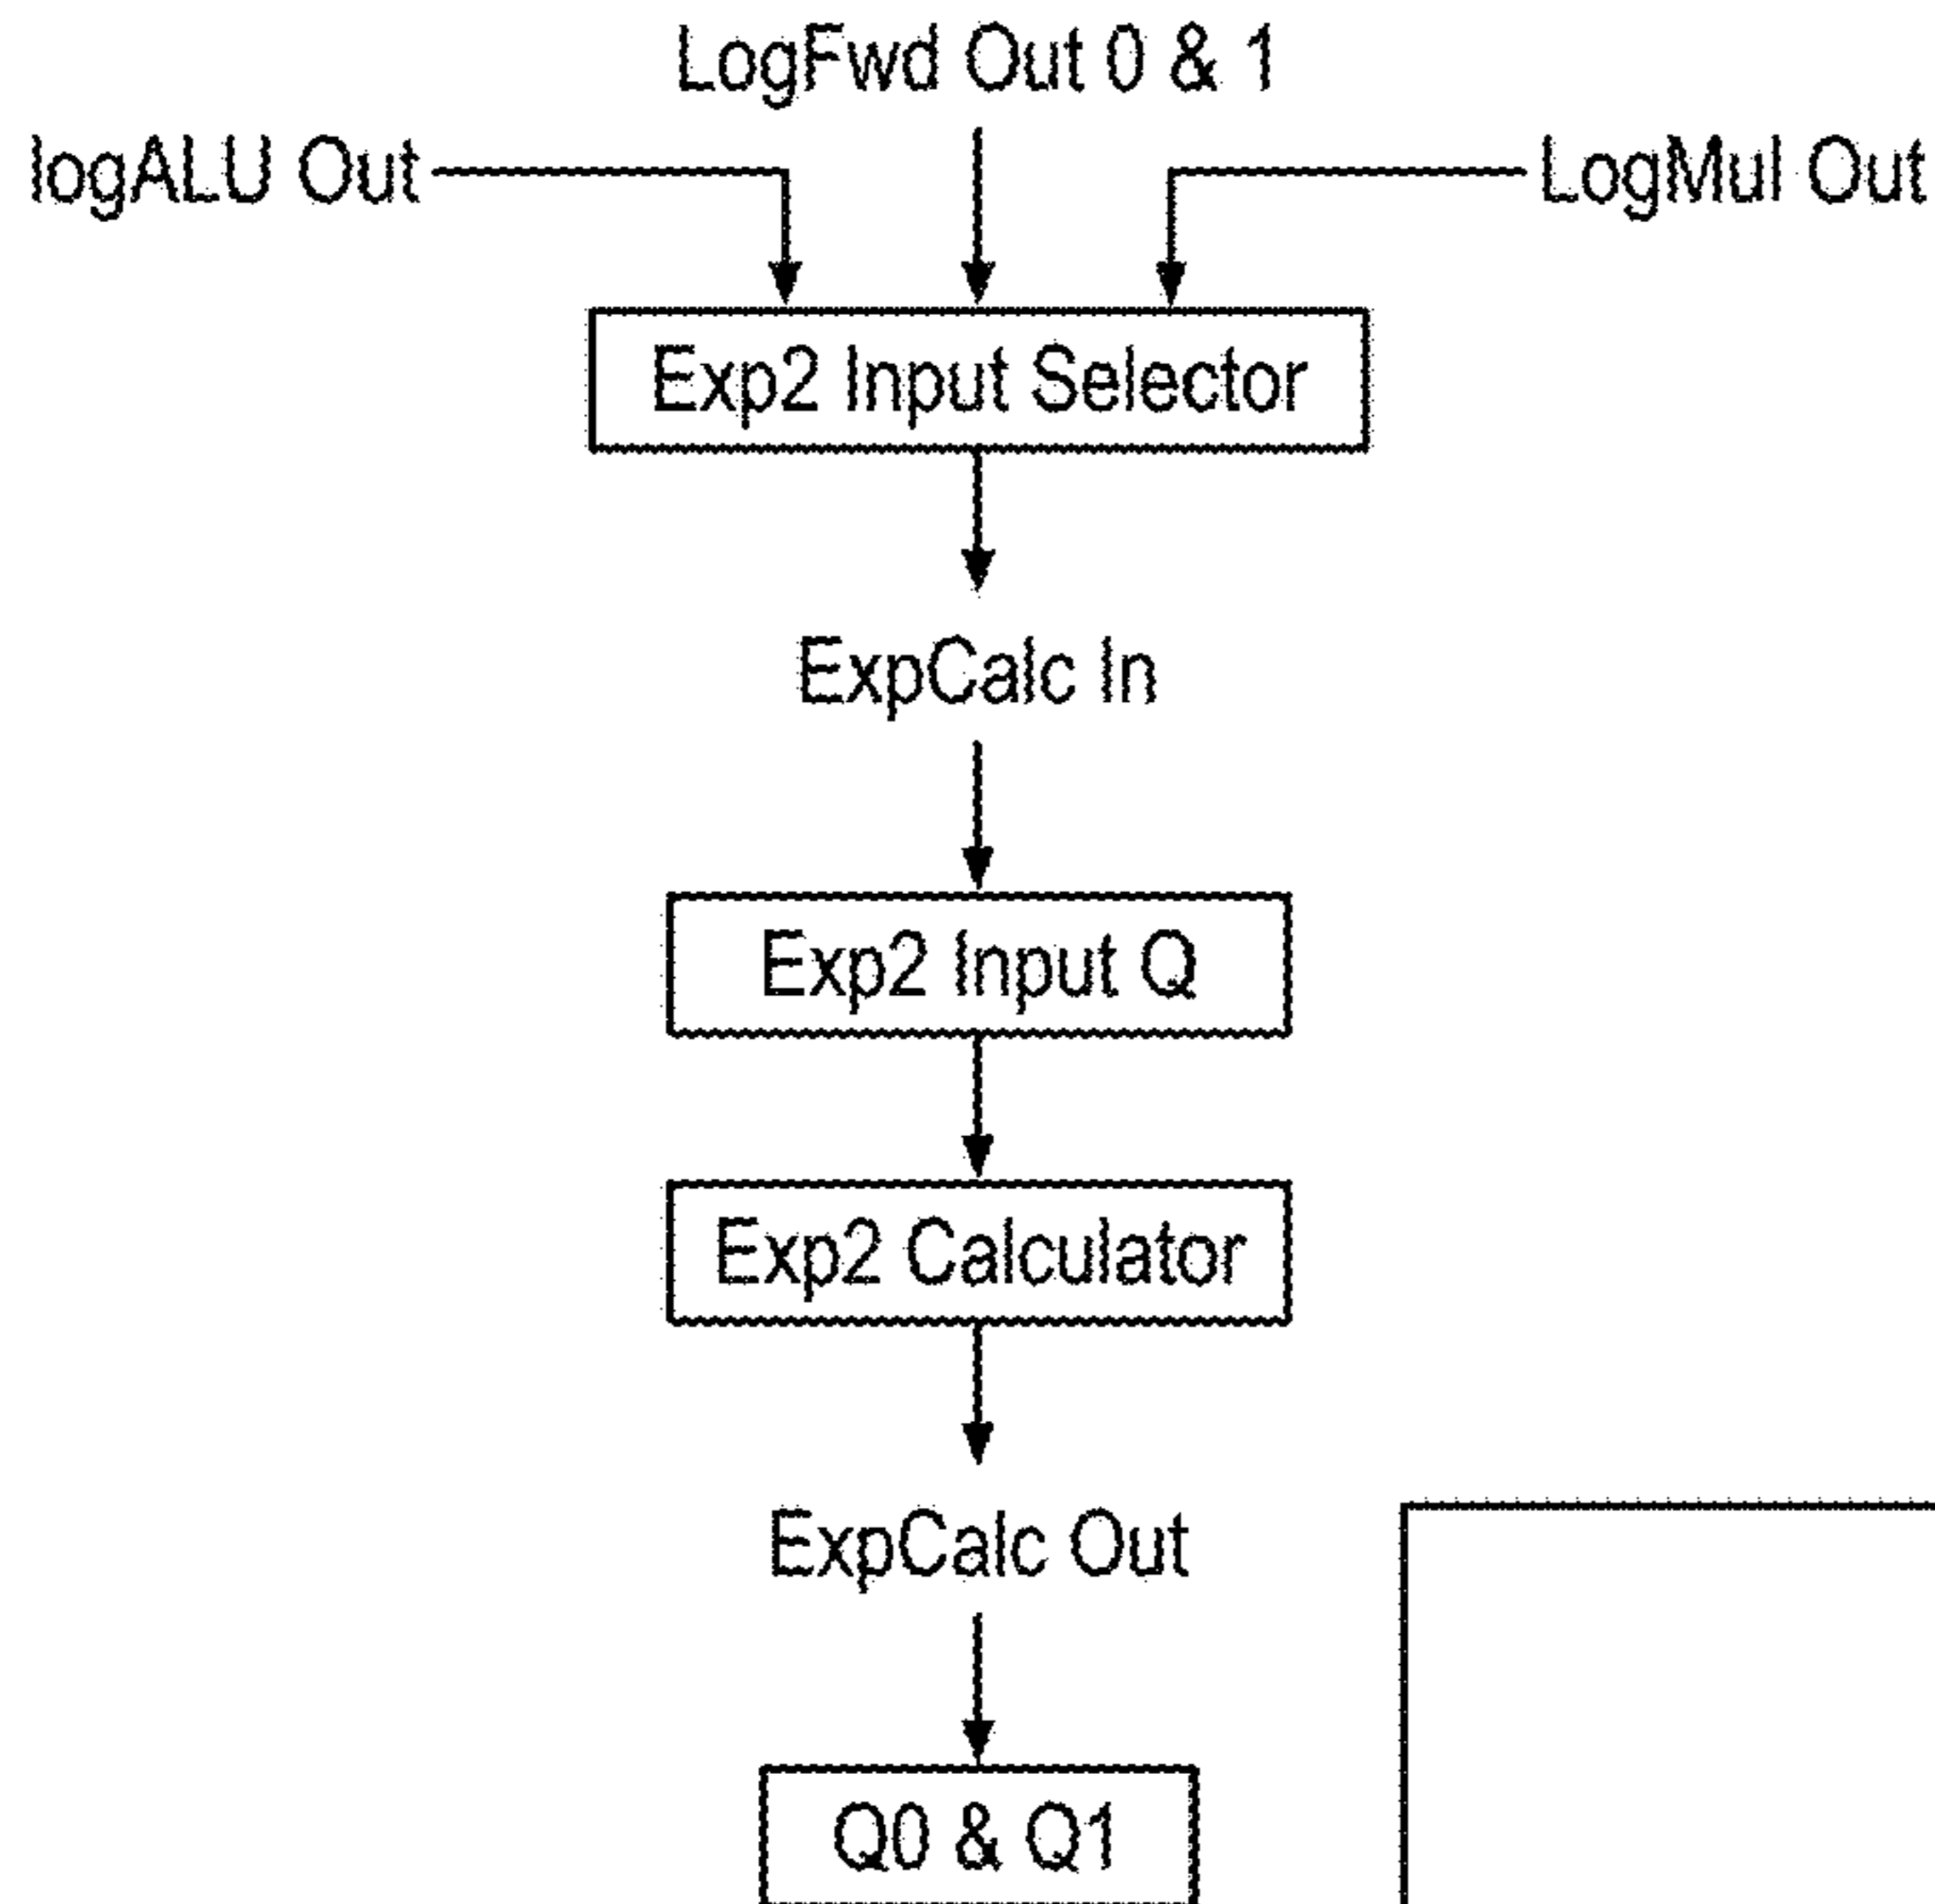 LogFwd Out 0 & 1
logALU Out
LogMul Out
Exp2 Input Selector
ExpCalc In
Exp2 Input Q
Exp2 Calculator
ExpCalc Out
Q0 & Q1